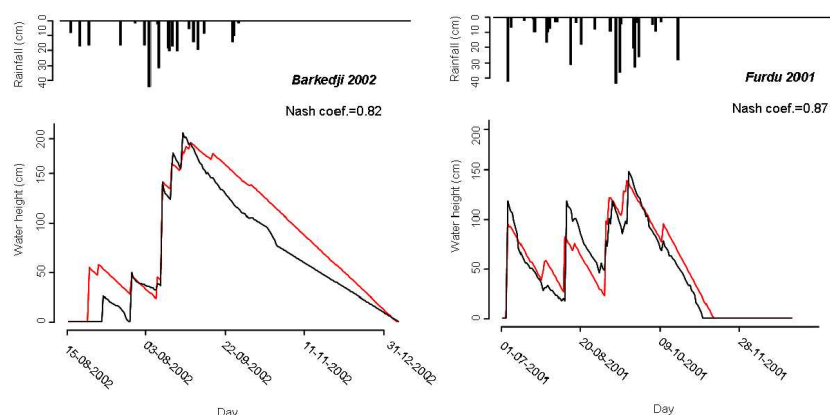 Rainfall (cm)
10.0
20
30
40
Barkedji 2002
Nash coef.=0.82
Water height (cm)
200
150
100
50
0
15-08-2002
03-08-2002
22-09-2002
11-11-2002
31-12-2002
Day
Rainfall (cm)
10.0
20
30
40
Furdu 2001
Nash coef.=0.87
Water height (cm)
200
150
100
50
0
01-07-2001
20-08-2001
09-10-2001
28-11-2001
Day